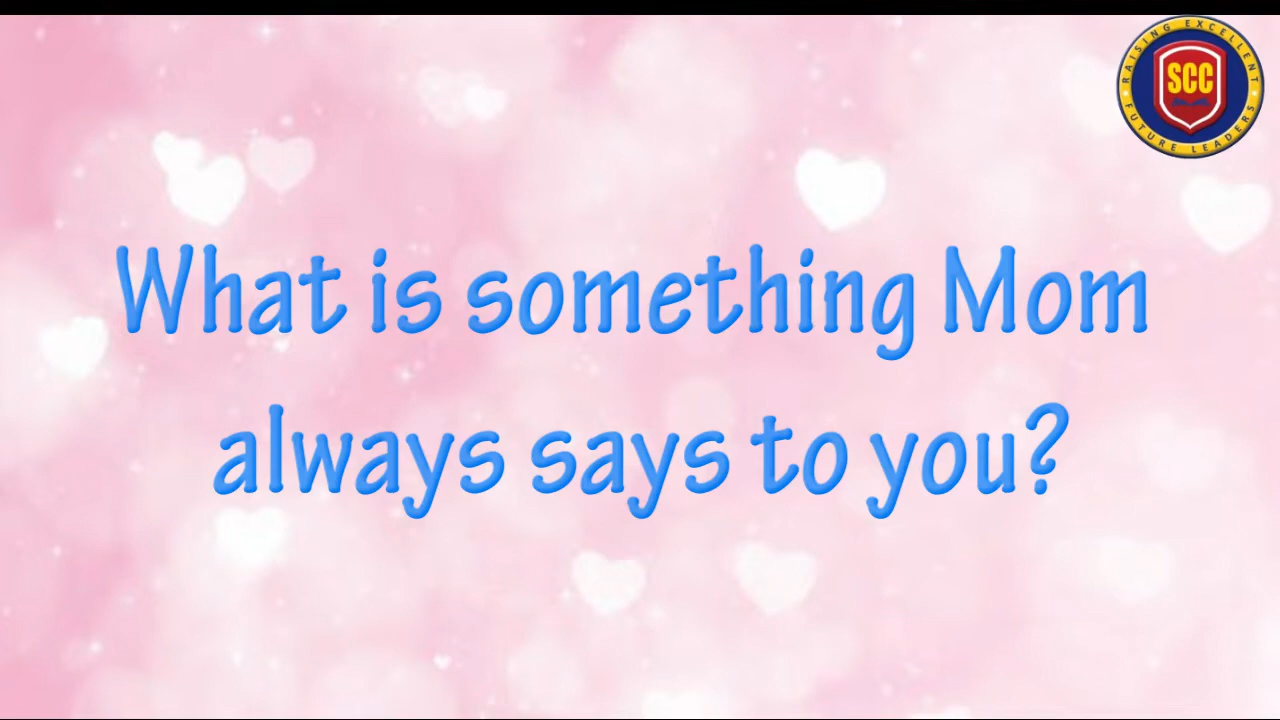 RAISING EXCELLENT
SCC
FUTURE LEADERS
What is something Mom
always says to you?